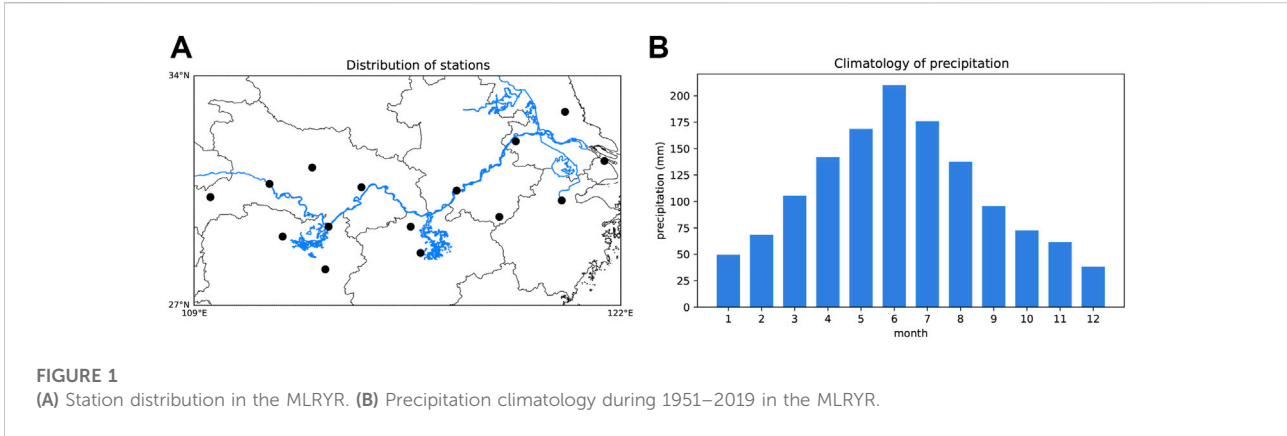 A
Distribution of stations
34°N
27°N
109°E
122°E
B
Climatology of precipitation
precipitation (mm)
200
175
150
125
100
75
50
25
0
1 2 3 4 5 6 7 8 9 10 11 12
month
FIGURE 1
(A) Station distribution in the MLRYR. (B) Precipitation climatology during 1951–2019 in the MLRYR.